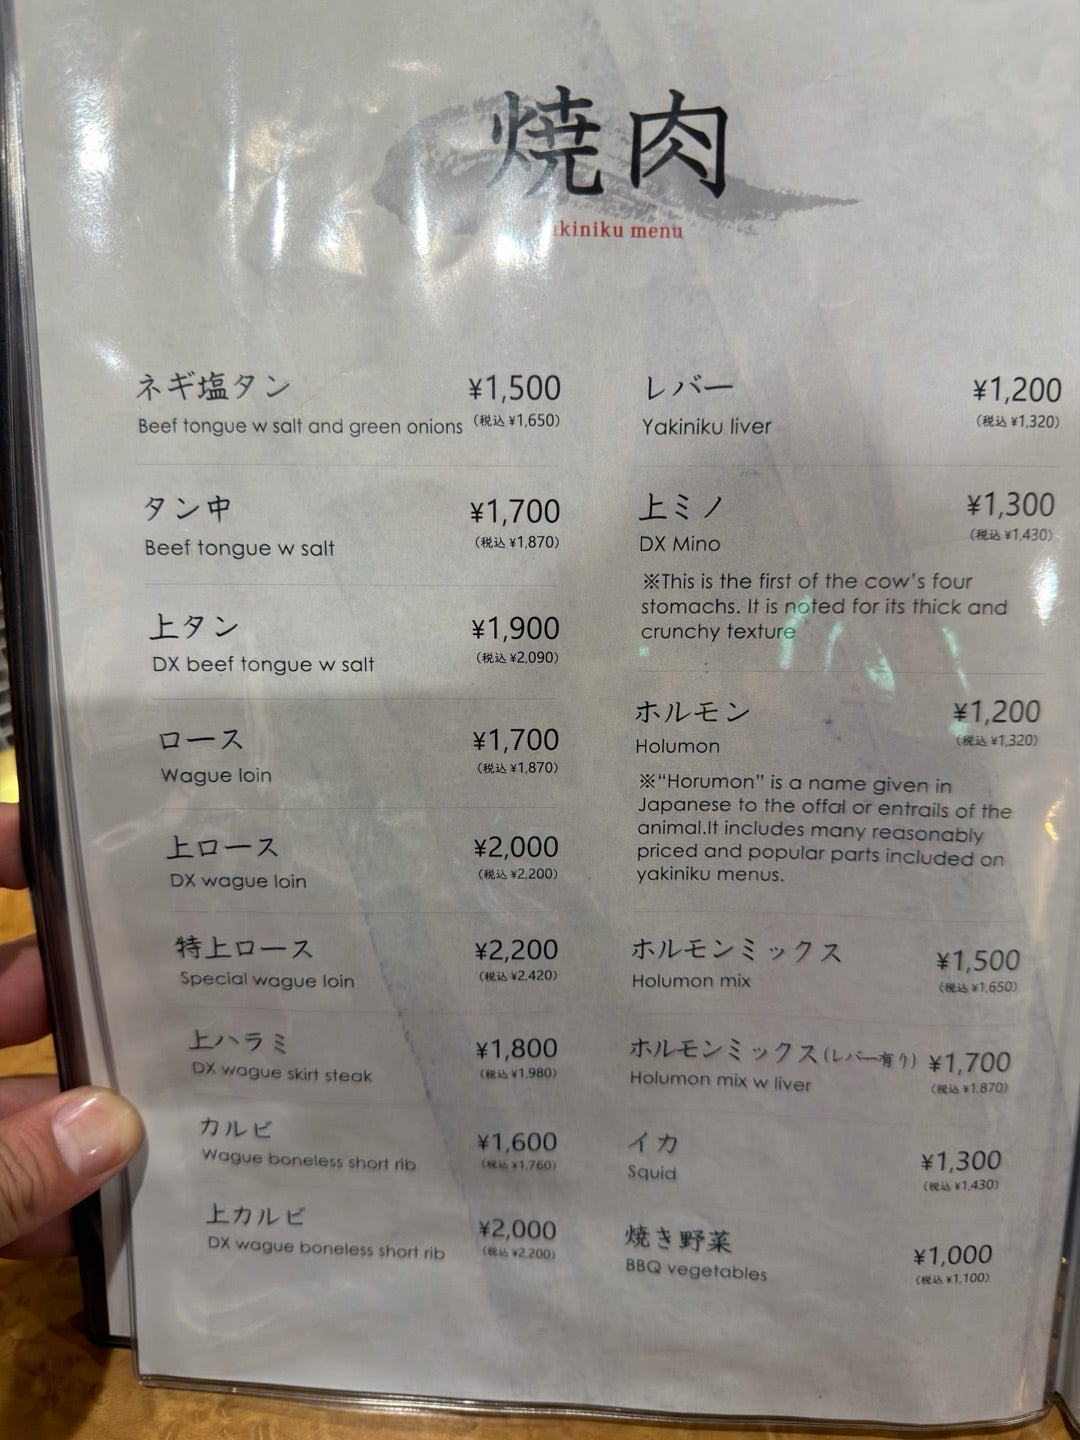 焼肉
Yakiniku menu
ネギ塩タン ¥1,500
Beef tongue w salt and green onions (税込 ¥1,650)
タン中 ¥1,700
Beef tongue w salt (税込 ¥1,870)
上タン ¥1,900
DX beef tongue w salt (税込 ¥2,090)
ロース ¥1,700
Wague loin (税込 ¥1,870)
上ロース ¥2,000
DX wague loin (税込 ¥2,200)
特上ロース ¥2,200
Special wague loin (税込 ¥2,420)
上ハラミ ¥1,800
DX wague skirt steak (税込 ¥1,980)
カルビ ¥1,600
Wague boneless short rib (税込 ¥1,760)
上カルビ ¥2,000
DX wague boneless short rib (税込 ¥2,200)
レバー ¥1,200
Yakiniku liver (税込 ¥1,320)
上ミノ ¥1,300
DX Mino (税込 ¥1,430)
※This is the first of the cow's four
stomachs. It is noted for its thick and
crunchy texture
ホルモン ¥1,200
Holumon (税込 ¥1,320)
※"Horumon" is a name given in
Japanese to the offal or entrails of the
animal.It includes many reasonably
priced and popular parts included on
yakiniku menus.
ホルモンミックス ¥1,500
Holumon mix (税込 ¥1,650)
ホルモンミックス(レバー有り) ¥1,700
Holumon mix w liver (税込 ¥1,870)
イカ ¥1,300
Squid (税込 ¥1,430)
焼き野菜 ¥1,000
BBQ vegetables (税込 ¥1,100)